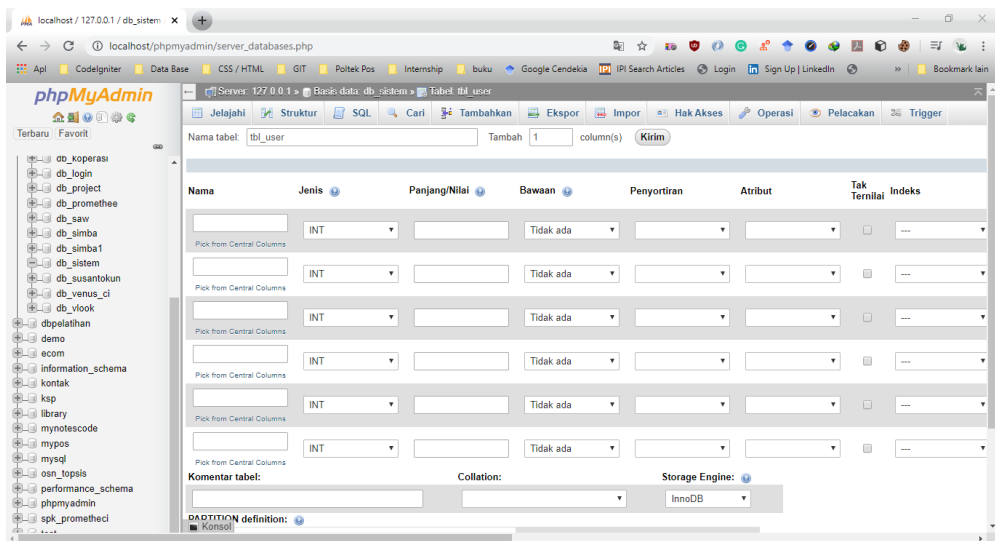 localhost / 127.0.0.1 / db_sistem
localhost/phpmyadmin/server_databases.php
Apl CodeIgniter Data Base CSS / HTML GIT Poltek Pos Internship buku Google Cendekia IPI Search Articles Login Sign Up | LinkedIn » Bookmark lain
phpMyAdmin
Terbaru Favorit
db_koperasi
db_login
db_project
db_promethee
db_saw
db_simba
db_simba1
db_sistem
db_susantokun
db_venus_ci
db_vlook
dbpelatihan
demo
ecom
information_schema
kontak
ksp
library
mynotescode
mypos
mysql
osn_topsis
performance_schema
phpmyadmin
spk_prometheci
Server: 127.0.0.1 » Basis data: db_sistem » Tabel: tbl_user
Jelajahi Struktur SQL Cari Tambahkan Ekspor Impor Hak Akses Operasi Pelacakan Trigger
Nama tabel: tbl_user Tambah 1 column(s) Kirim
Nama Jenis Panjang/Nilai Bawaan Penyortiran Atribut Tak Ternilai Indeks
INT Tidak ada ---
Pick from Central Columns
INT Tidak ada ---
Pick from Central Columns
INT Tidak ada ---
Pick from Central Columns
INT Tidak ada ---
Pick from Central Columns
INT Tidak ada ---
Pick from Central Columns
INT Tidak ada ---
Pick from Central Columns
Komentar tabel: Collation: Storage Engine:
InnoDB
PARTITION definition:
Konsol